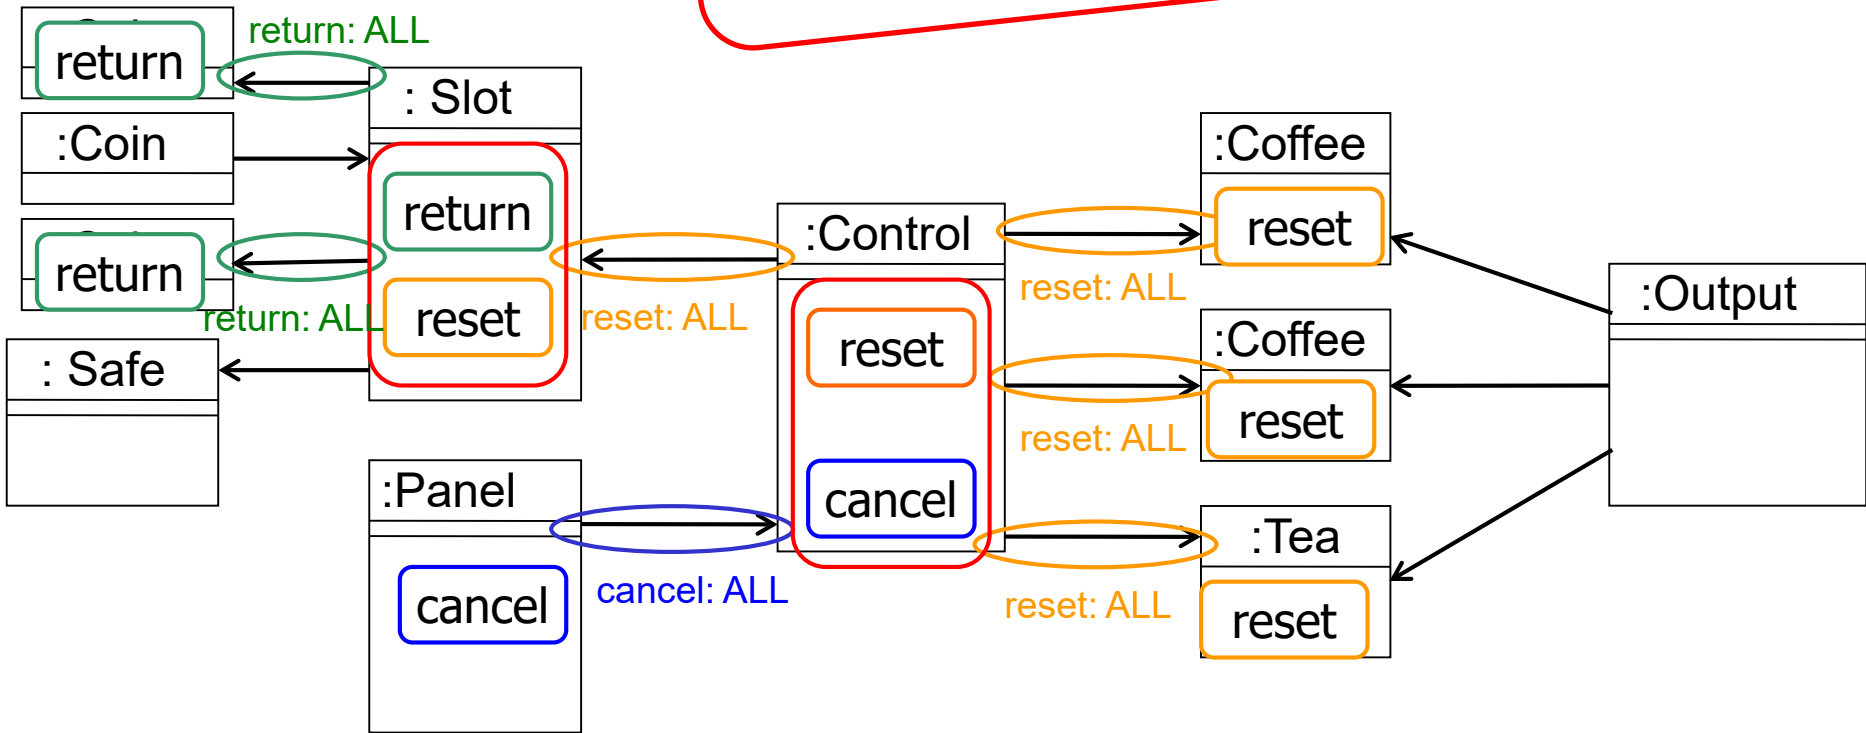 return
return: ALL
: Slot
:Coin
return
reset
return
return: ALL
: Safe
reset: ALL
:Panel
cancel
cancel: ALL
:Control
reset
cancel
reset: ALL
reset: ALL
reset: ALL
:Coffee
reset
:Coffee
reset
:Tea
reset
:Output